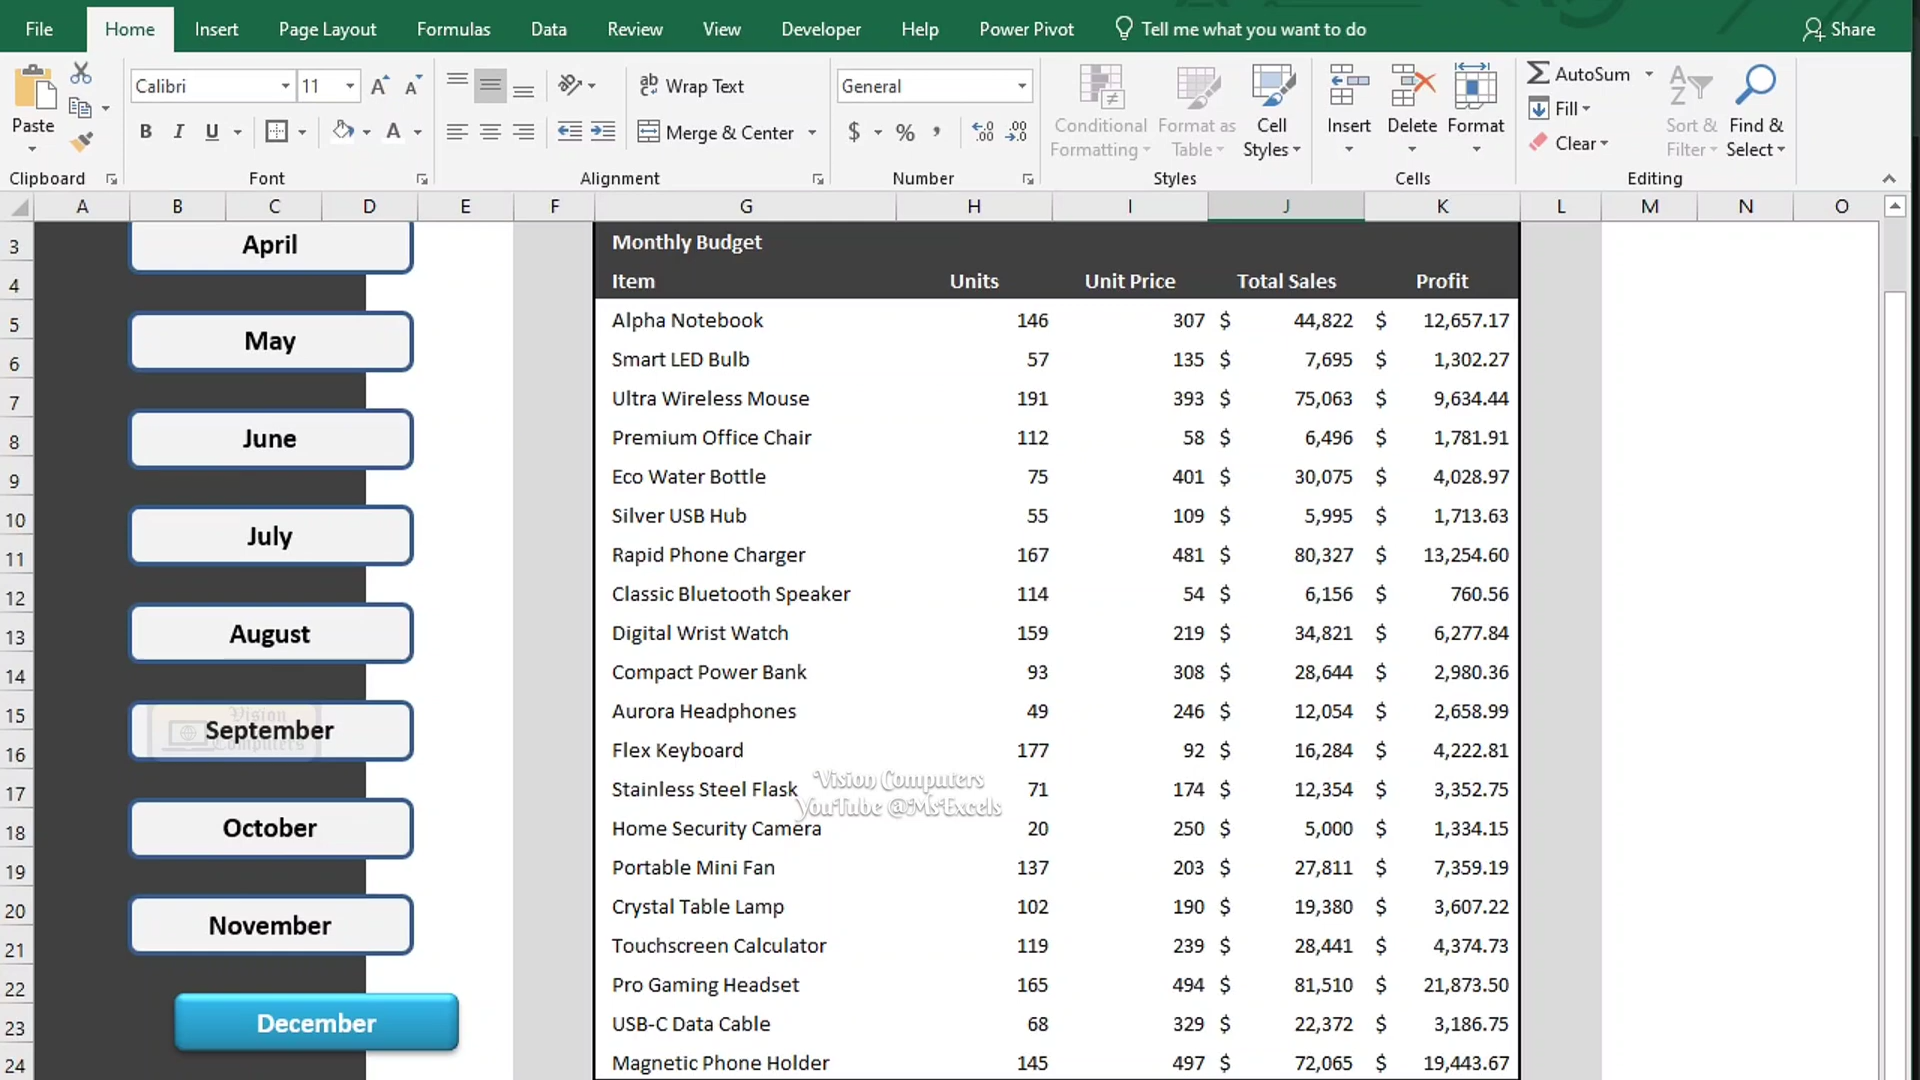 File Home Insert Page Layout Formulas Data Review View Developer Help Power Pivot Tell me what you want to do Share
Paste
Clipboard
Calibri 11
B I U
Font
Wrap Text
Merge & Center
Alignment
General
$ % ,
Number
Conditional Formatting
Format as Table
Cell Styles
Styles
Insert
Delete
Format
Cells
AutoSum
Fill
Clear
Sort & Filter
Find & Select
Editing
A B C D E F G H I J K L M N O
3
4
5
6
7
8
9
10
11
12
13
14
15
16
17
18
19
20
21
22
23
24
April
May
June
July
August
September
October
November
December
Monthly Budget
Item Units Unit Price Total Sales Profit
Alpha Notebook 146 307 $ 44,822 $ 12,657.17
Smart LED Bulb 57 135 $ 7,695 $ 1,302.27
Ultra Wireless Mouse 191 393 $ 75,063 $ 9,634.44
Premium Office Chair 112 58 $ 6,496 $ 1,781.91
Eco Water Bottle 75 401 $ 30,075 $ 4,028.97
Silver USB Hub 55 109 $ 5,995 $ 1,713.63
Rapid Phone Charger 167 481 $ 80,327 $ 13,254.60
Classic Bluetooth Speaker 114 54 $ 6,156 $ 760.56
Digital Wrist Watch 159 219 $ 34,821 $ 6,277.84
Compact Power Bank 93 308 $ 28,644 $ 2,980.36
Aurora Headphones 49 246 $ 12,054 $ 2,658.99
Flex Keyboard 177 92 $ 16,284 $ 4,222.81
Stainless Steel Flask 71 174 $ 12,354 $ 3,352.75
Home Security Camera 20 250 $ 5,000 $ 1,334.15
Portable Mini Fan 137 203 $ 27,811 $ 7,359.19
Crystal Table Lamp 102 190 $ 19,380 $ 3,607.22
Touchscreen Calculator 119 239 $ 28,441 $ 4,374.73
Pro Gaming Headset 165 494 $ 81,510 $ 21,873.50
USB-C Data Cable 68 329 $ 22,372 $ 3,186.75
Magnetic Phone Holder 145 497 $ 72,065 $ 19,443.67
Vision Computers
YouTube @MsExcels
Vision
Computers